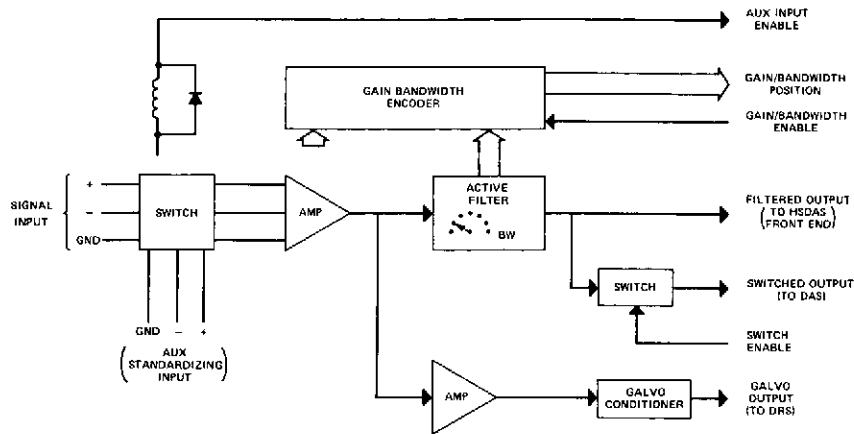 AUX INPUT
ENABLE
GAIN BANDWIDTH
ENCODER
GAIN/BANDWIDTH
POSITION
GAIN/BANDWIDTH
ENABLE
SIGNAL
INPUT
+
−
GND
SWITCH
AMP
ACTIVE
FILTER
BW
FILTERED OUTPUT
(TO HSDAS)
(FRONT END)
SWITCH
SWITCHED OUTPUT
(TO DAS)
SWITCH
ENABLE
GND − +
(AUX
STANDARDIZING
INPUT)
AMP
GALVO
CONDITIONER
GALVO
OUTPUT
(TO DRS)